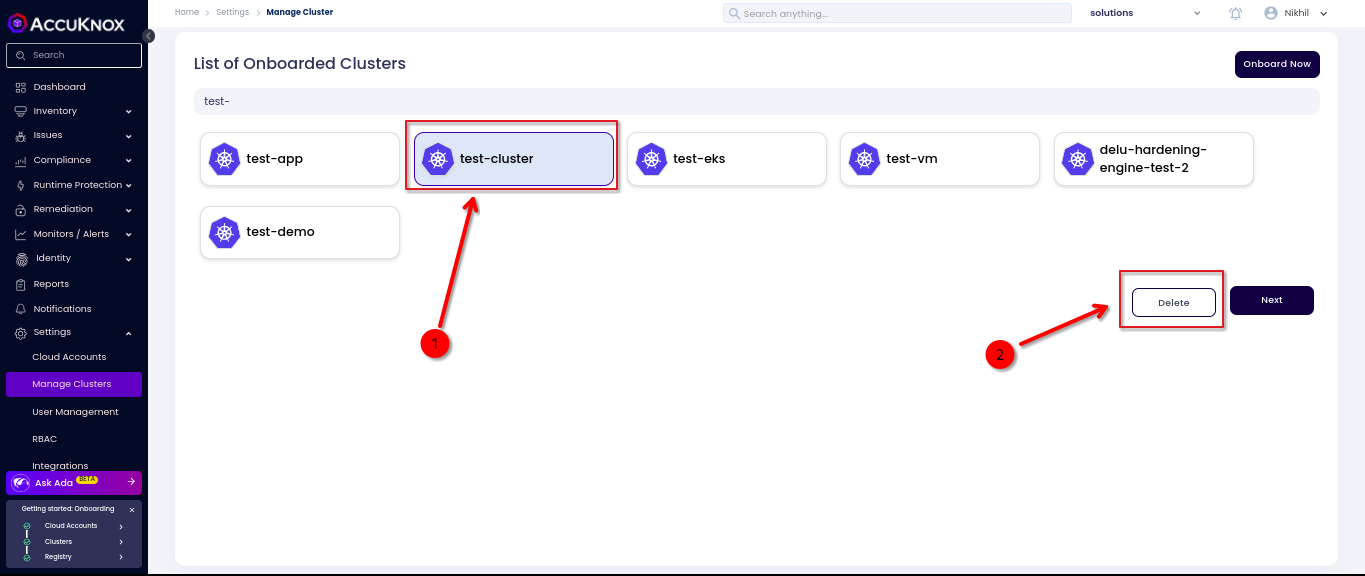 ACCUKNOX
Home > Settings > Manage Cluster
Search anything...
solutions
Nikhil
Search
Dashboard
Inventory
Issues
Compliance
Runtime Protection
Remediation
Monitors / Alerts
Identity
Reports
Notifications
Settings
Cloud Accounts
Manage Clusters
User Management
RBAC
Integrations
Ask Ada BETA
Getting started: Onboarding
Cloud Accounts
Clusters
Registry
List of Onboarded Clusters
Onboard Now
test-
test-app
test-cluster
test-eks
test-vm
delu-hardening-
engine-test-2
test-demo
Delete
Next
1
2